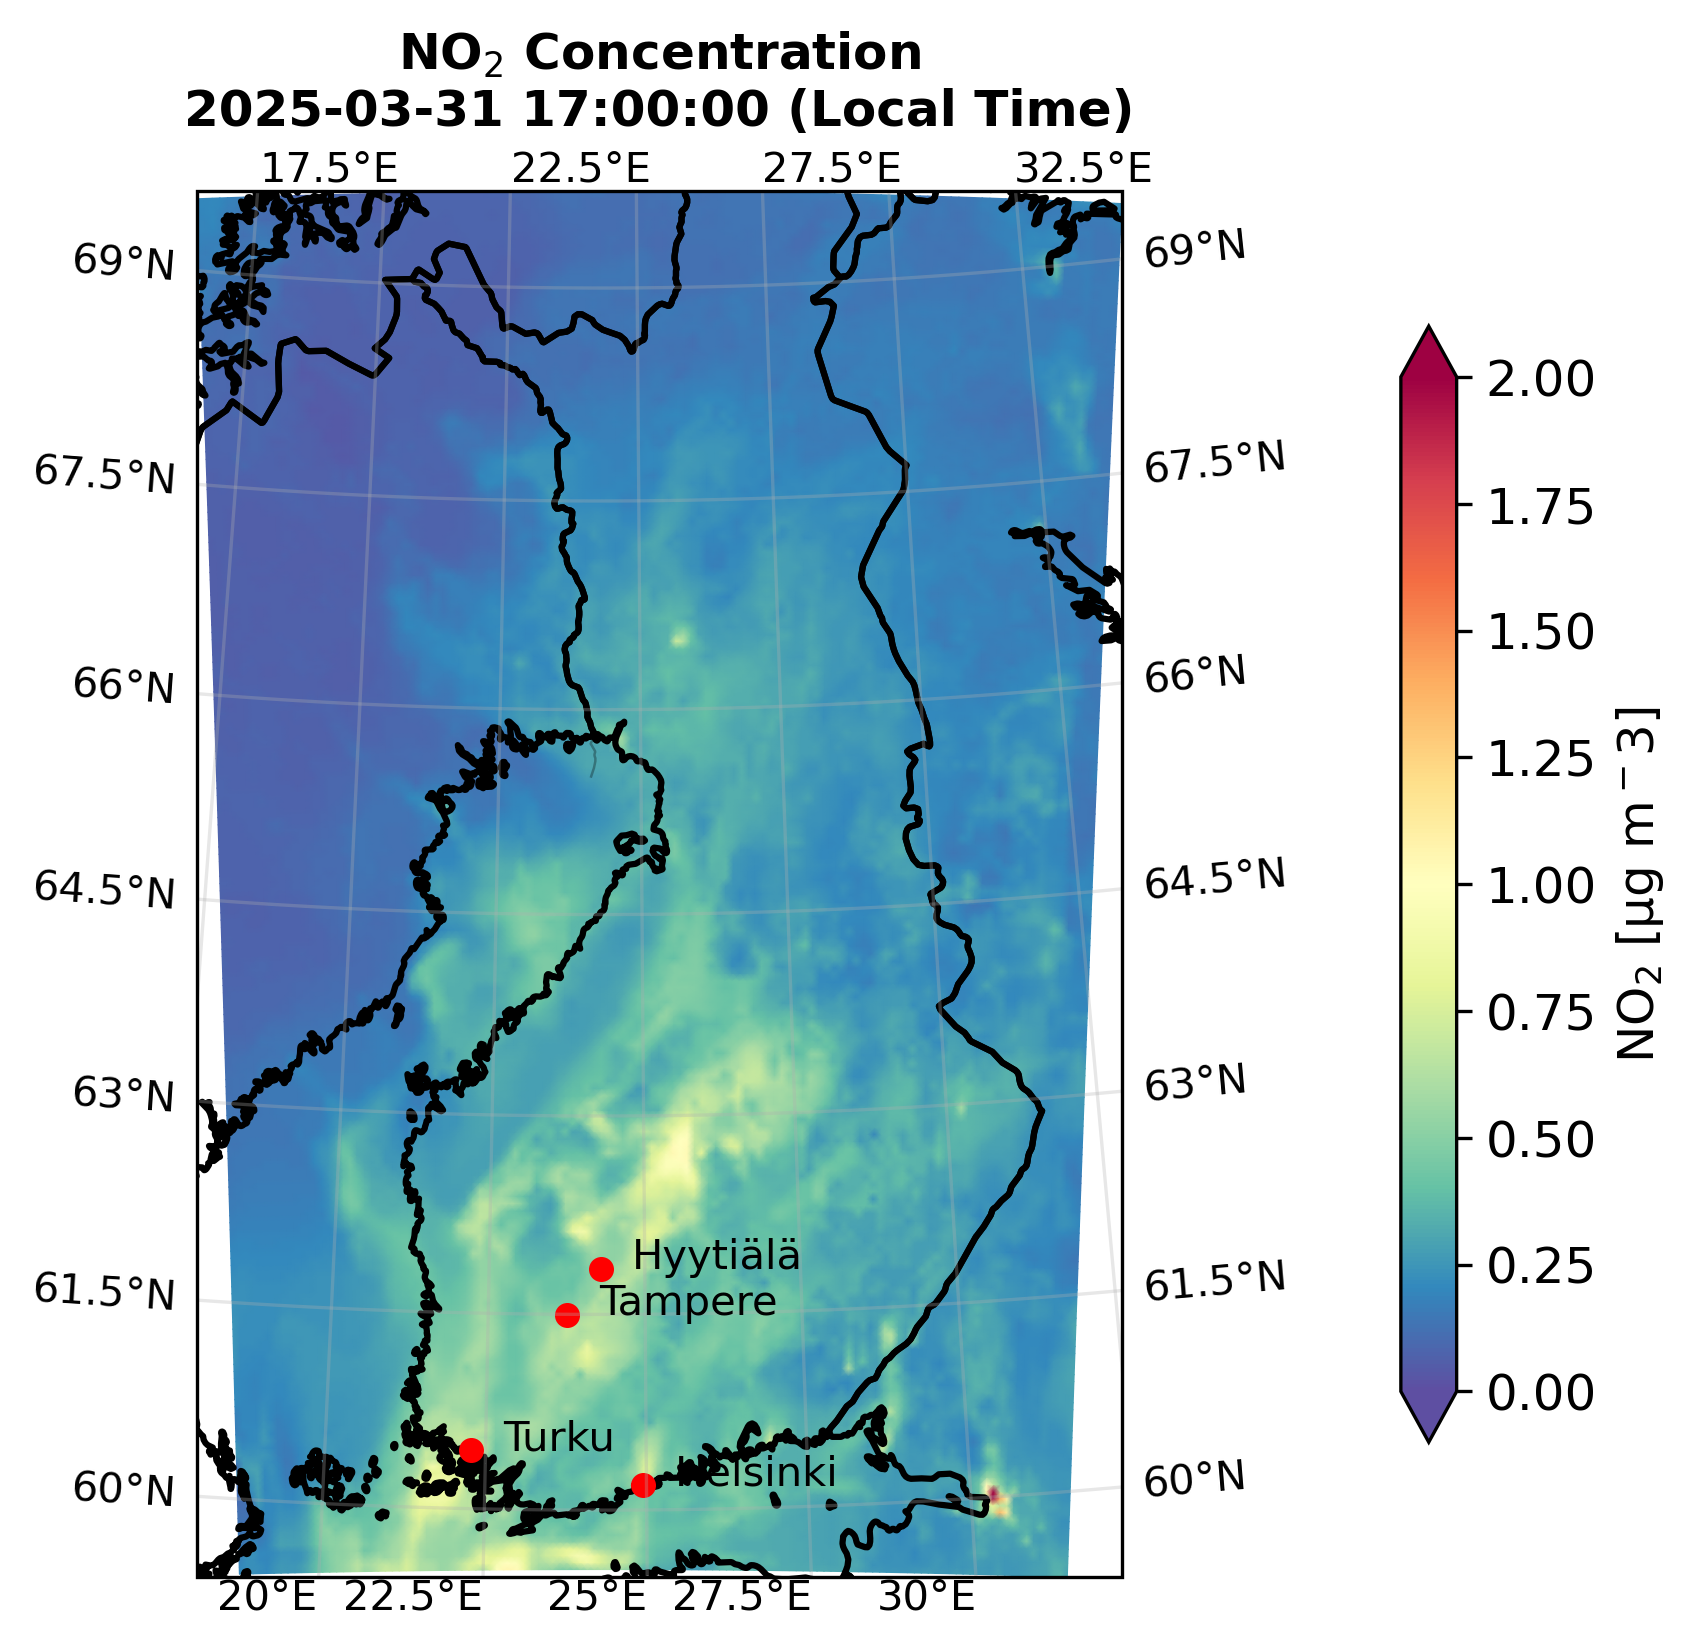 NO₂ Concentration
2025-03-31 17:00:00 (Local Time)
17.5°E 22.5°E 27.5°E 32.5°E
69°N
67.5°N
66°N
64.5°N
63°N
61.5°N
60°N
69°N
67.5°N
66°N
64.5°N
63°N
61.5°N
60°N
Hyytiälä
Tampere
Turku
Helsinki
20°E 22.5°E 25°E 27.5°E 30°E
2.00
1.75
1.50
1.25
1.00
0.75
0.50
0.25
0.00
NO₂ [µg m⁻3]